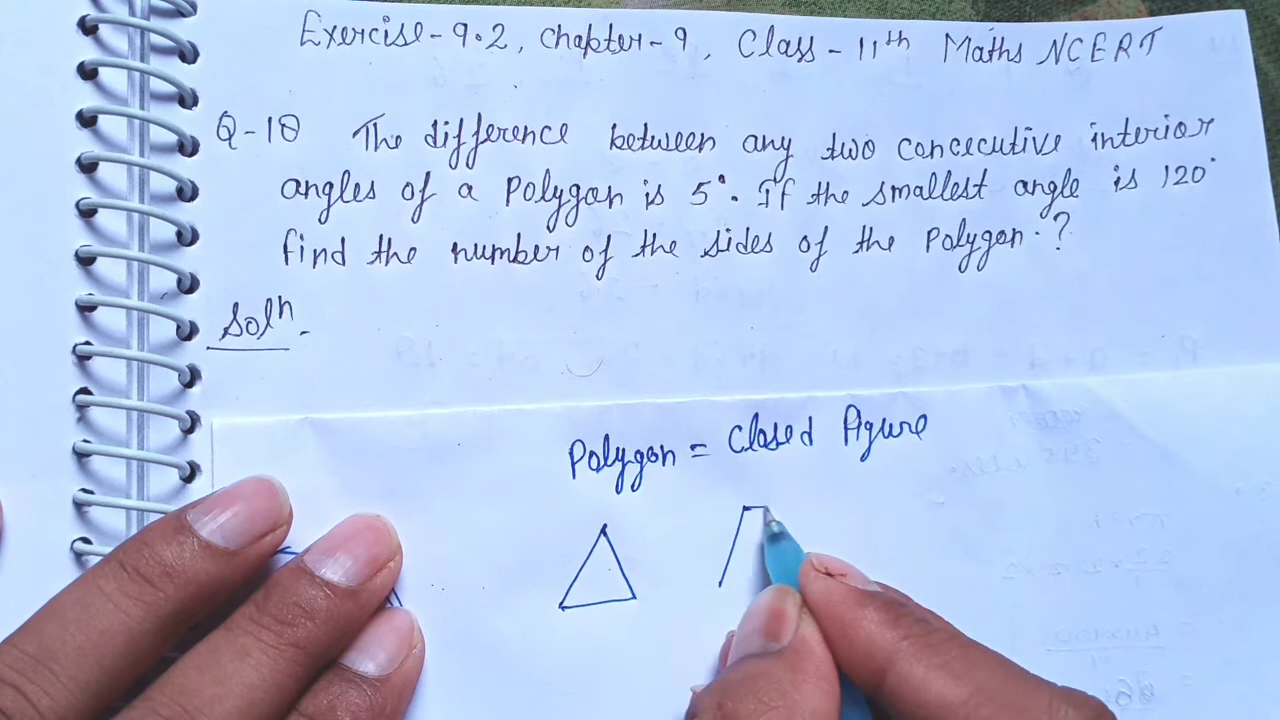 Exercise-9.2, Chapter-9, Class-11th Maths NCERT
Q-18 The difference between any two concecutive interior
angles of a Polygon is 5°. If the smallest angle is 120°
find the number of the sides of the Polygon.?
Solⁿ.
Polygon = Closed Figure